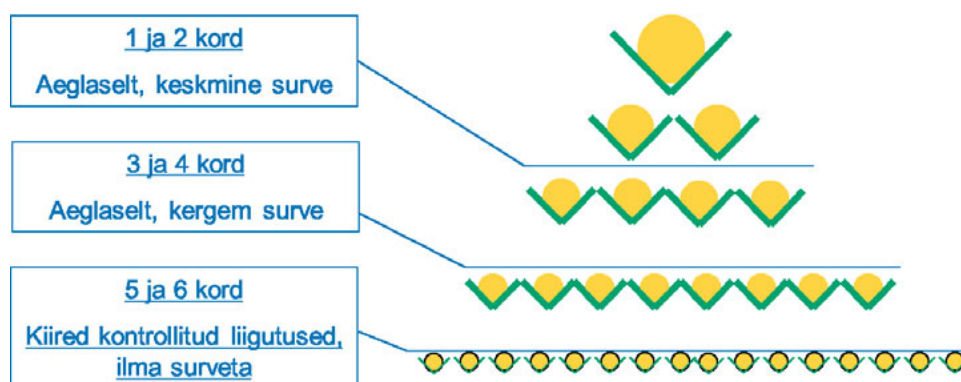 1 ja 2 kord
Aeglaselt, keskmine surve
3 ja 4 kord
Aeglaselt, kergem surve
5 ja 6 kord
Kiired kontrollitud liigutused,
ilma surveta